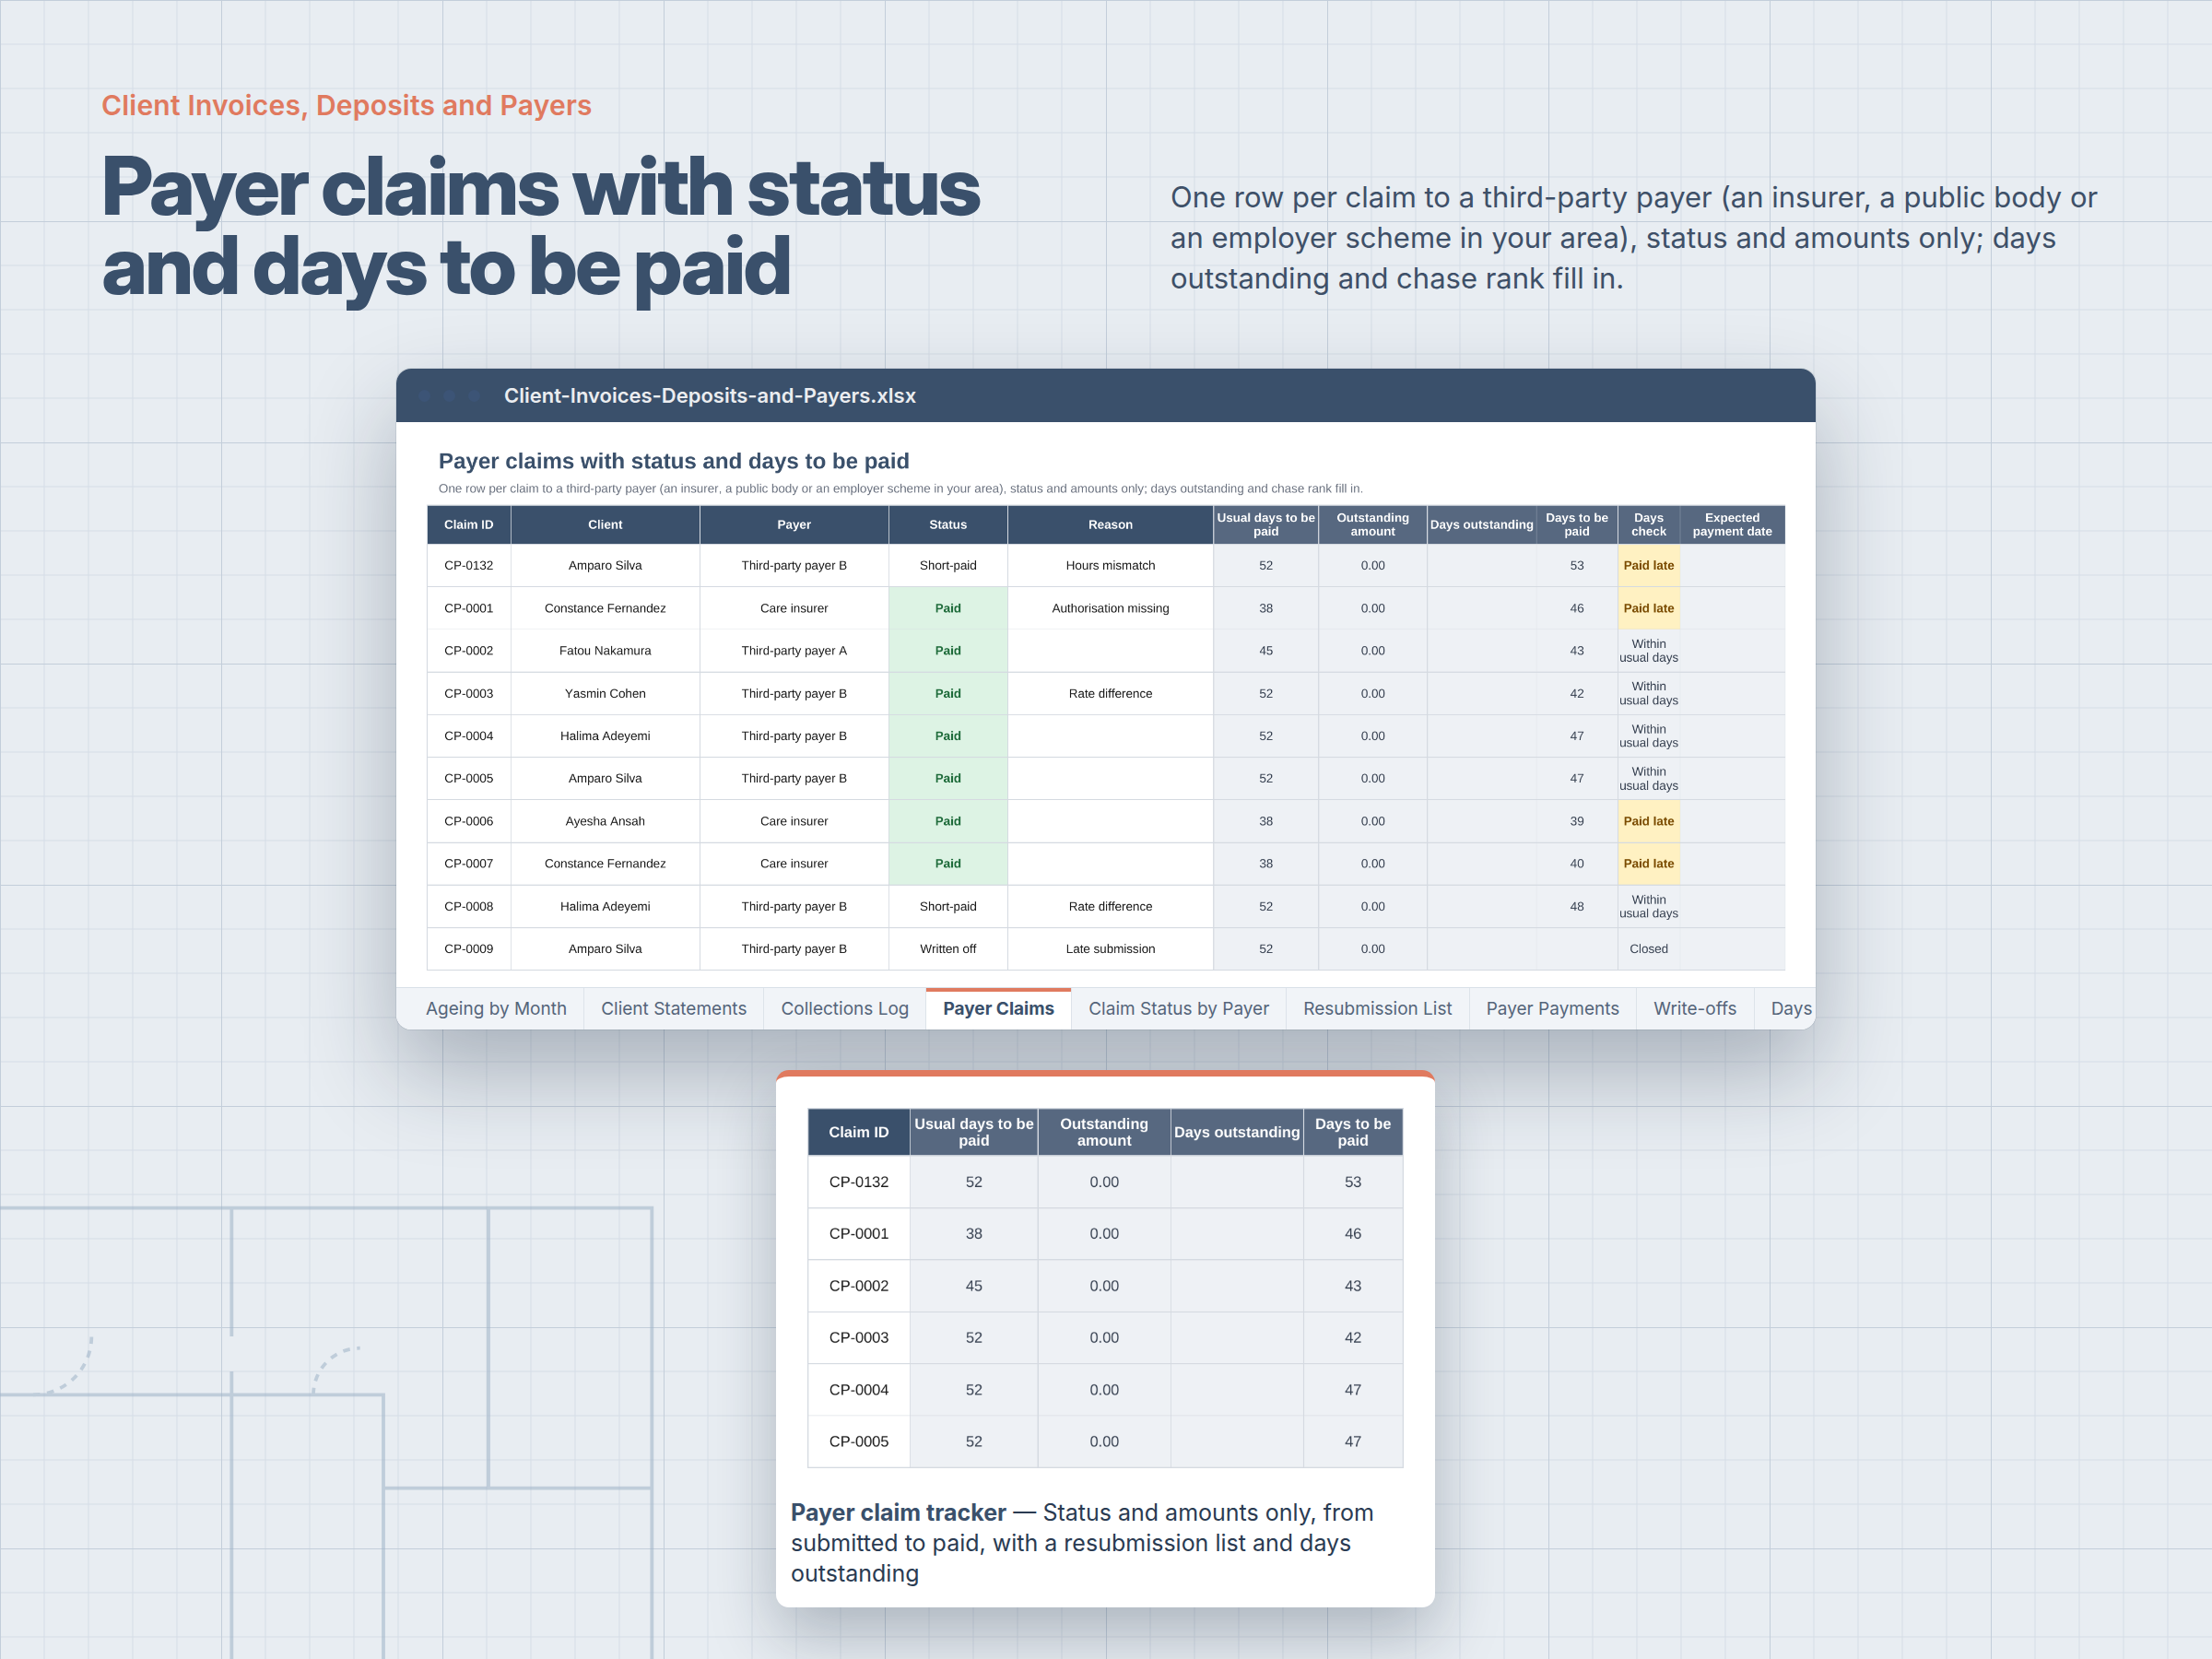 Client Invoices, Deposits and Payers
Payer claims with status
and days to be paid
One row per claim to a third-party payer (an insurer, a public body or
an employer scheme in your area), status and amounts only; days
outstanding and chase rank fill in.
Client-Invoices-Deposits-and-Payers.xlsx
Payer claims with status and days to be paid
One row per claim to a third-party payer (an insurer, a public body or an employer scheme in your area), status and amounts only; days outstanding and chase rank fill in.
Claim ID Client Payer Status Reason Usual days to be paid Outstanding amount Days outstanding Days to be paid Days check Expected payment date
CP-0132 Amparo Silva Third-party payer B Short-paid Hours mismatch 52 0.00 53 Paid late
CP-0001 Constance Fernandez Care insurer Paid Authorisation missing 38 0.00 46 Paid late
CP-0002 Fatou Nakamura Third-party payer A Paid 45 0.00 43 Within usual days
CP-0003 Yasmin Cohen Third-party payer B Paid Rate difference 52 0.00 42 Within usual days
CP-0004 Halima Adeyemi Third-party payer B Paid 52 0.00 47 Within usual days
CP-0005 Amparo Silva Third-party payer B Paid 52 0.00 47 Within usual days
CP-0006 Ayesha Ansah Care insurer Paid 38 0.00 39 Paid late
CP-0007 Constance Fernandez Care insurer Paid 38 0.00 40 Paid late
CP-0008 Halima Adeyemi Third-party payer B Short-paid Rate difference 52 0.00 48 Within usual days
CP-0009 Amparo Silva Third-party payer B Written off Late submission 52 0.00 Closed
Ageing by Month Client Statements Collections Log Payer Claims Claim Status by Payer Resubmission List Payer Payments Write-offs Days
Claim ID Usual days to be paid Outstanding amount Days outstanding Days to be paid
CP-0132 52 0.00 53
CP-0001 38 0.00 46
CP-0002 45 0.00 43
CP-0003 52 0.00 42
CP-0004 52 0.00 47
CP-0005 52 0.00 47
Payer claim tracker — Status and amounts only, from
submitted to paid, with a resubmission list and days
outstanding